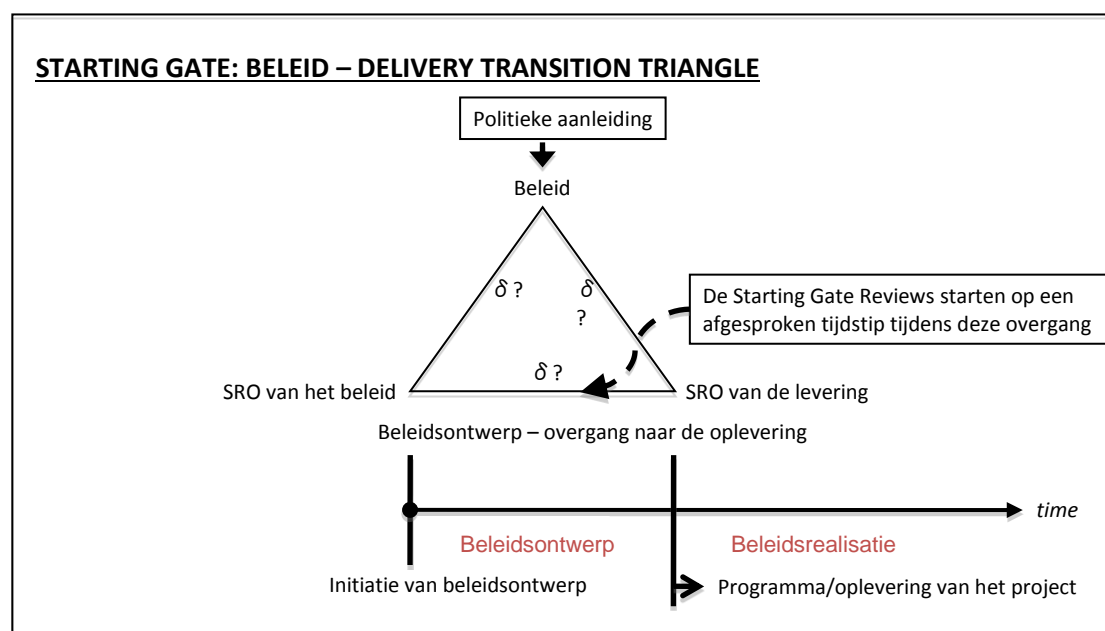 STARTING GATE: BELEID – DELIVERY TRANSITION TRIANGLE
Politieke aanleiding
Beleid
δ ?
δ
?
De Starting Gate Reviews starten op een
afgesproken tijdstip tijdens deze overgang
δ ?
SRO van het beleid
SRO van de levering
Beleidsontwerp – overgang naar de oplevering
time
Beleidsontwerp
Beleidsrealisatie
Initiatie van beleidsontwerp
Programma/oplevering van het project